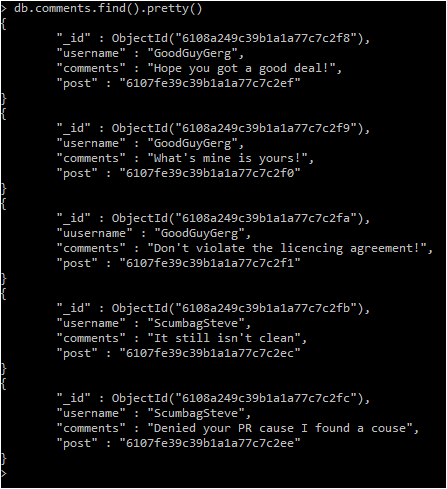 > db.comments.find().pretty()
{
        "_id" : ObjectId("6108a249c39b1a1a77c7c2f8"),
        "username" : "GoodGuyGerg",
        "comments" : "Hope you got a good deal!",
        "post" : "6107fe39c39b1a1a77c7c2ef"
}
{
        "_id" : ObjectId("6108a249c39b1a1a77c7c2f9"),
        "username" : "GoodGuyGerg",
        "comments" : "What's mine is yours!",
        "post" : "6107fe39c39b1a1a77c7c2f0"
}
{
        "_id" : ObjectId("6108a249c39b1a1a77c7c2fa"),
        "uusername" : "GoodGuyGerg",
        "comments" : "Don't violate the licencing agreement!",
        "post" : "6107fe39c39b1a1a77c7c2f1"
}
{
        "_id" : ObjectId("6108a249c39b1a1a77c7c2fb"),
        "username" : "ScumbagSteve",
        "comments" : "It still isn't clean",
        "post" : "6107fe39c39b1a1a77c7c2ec"
}
{
        "_id" : ObjectId("6108a249c39b1a1a77c7c2fc"),
        "username" : "ScumbagSteve",
        "comments" : "Denied your PR cause I found a couse",
        "post" : "6107fe39c39b1a1a77c7c2ee"
}
>